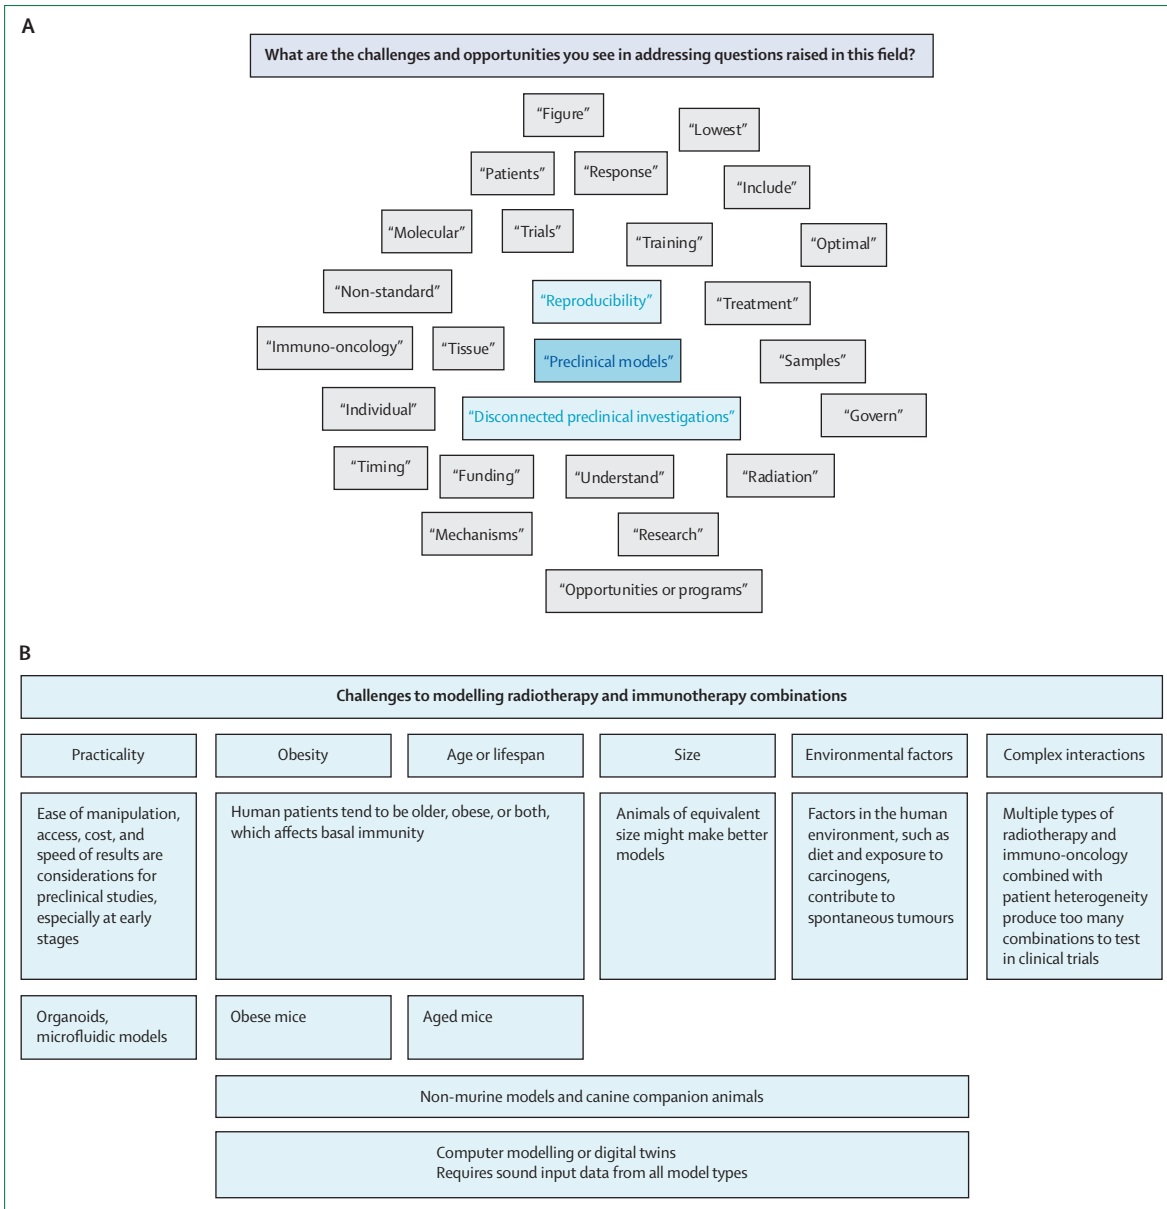 A
What are the challenges and opportunities you see in addressing questions raised in this field?
“Figure”
“Lowest”
“Patients”
“Response”
“Include”
“Molecular”
“Trials”
“Training”
“Optimal”
“Non-standard”
“Reproducibility”
“Treatment”
“Immuno-oncology”
“Tissue”
“Preclinical models”
“Samples”
“Individual”
“Disconnected preclinical investigations”
“Govern”
“Timing”
“Funding”
“Understand”
“Radiation”
“Mechanisms”
“Research”
“Opportunities or programs”
B
Challenges to modelling radiotherapy and immunotherapy combinations
Practicality
Obesity
Age or lifespan
Size
Environmental factors
Complex interactions
Ease of manipulation,
access, cost, and
speed of results are
considerations for
preclinical studies,
especially at early
stages
Human patients tend to be older, obese, or both,
which affects basal immunity
Animals of equivalent
size might make better
models
Factors in the human
environment, such as
diet and exposure to
carcinogens,
contribute to
spontaneous tumours
Multiple types of
radiotherapy and
immuno-oncology
combined with
patient heterogeneity
produce too many
combinations to test
in clinical trials
Organoids,
microfluidic models
Obese mice
Aged mice
Non-murine models and canine companion animals
Computer modelling or digital twins
Requires sound input data from all model types